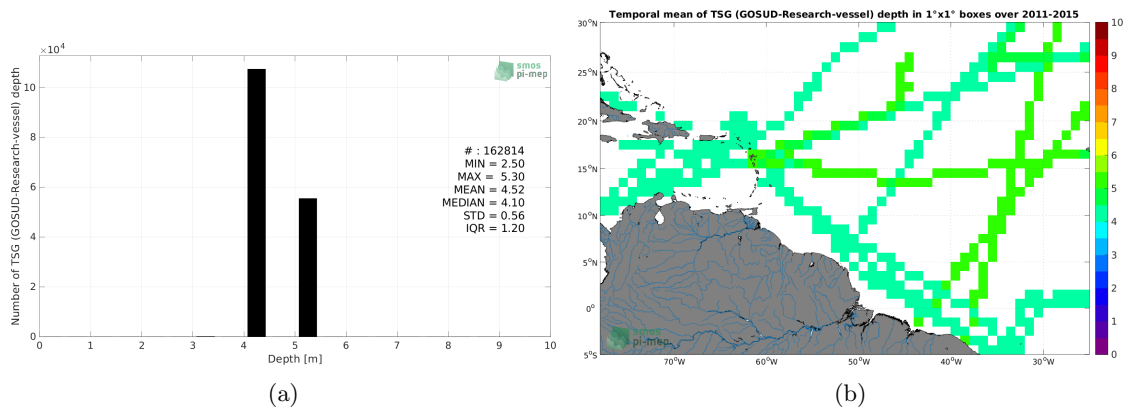 ×10⁴
10
8
6
4
2
0
Number of TSG (GOSUD-Research-vessel) depth
0 1 2 3 4 5 6 7 8 9 10
Depth [m]
smos
pi-mep
# : 162814
MIN = 2.50
MAX = 5.30
MEAN = 4.52
MEDIAN = 4.10
STD = 0.56
IQR = 1.20
(a)
Temporal mean of TSG (GOSUD-Research-vessel) depth in 1°x1° boxes over 2011-2015
30°N
25°N
20°N
15°N
10°N
5°N
0°
5°S
70°W 60°W 50°W 40°W 30°W
smos
pi-mep
10
9
8
7
6
5
4
3
2
1
0
(b)